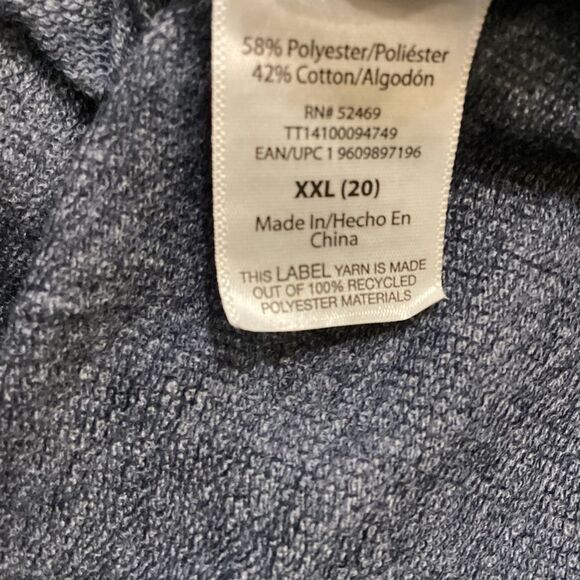 58% Polyester/Poliéster
42% Cotton/Algodón
RN# 52469
TT14100094749
EAN/UPC 1 9609897196
XXL (20)
Made In/Hecho En
China
THIS LABEL YARN IS MADE
OUT OF 100% RECYCLED
POLYESTER MATERIALS